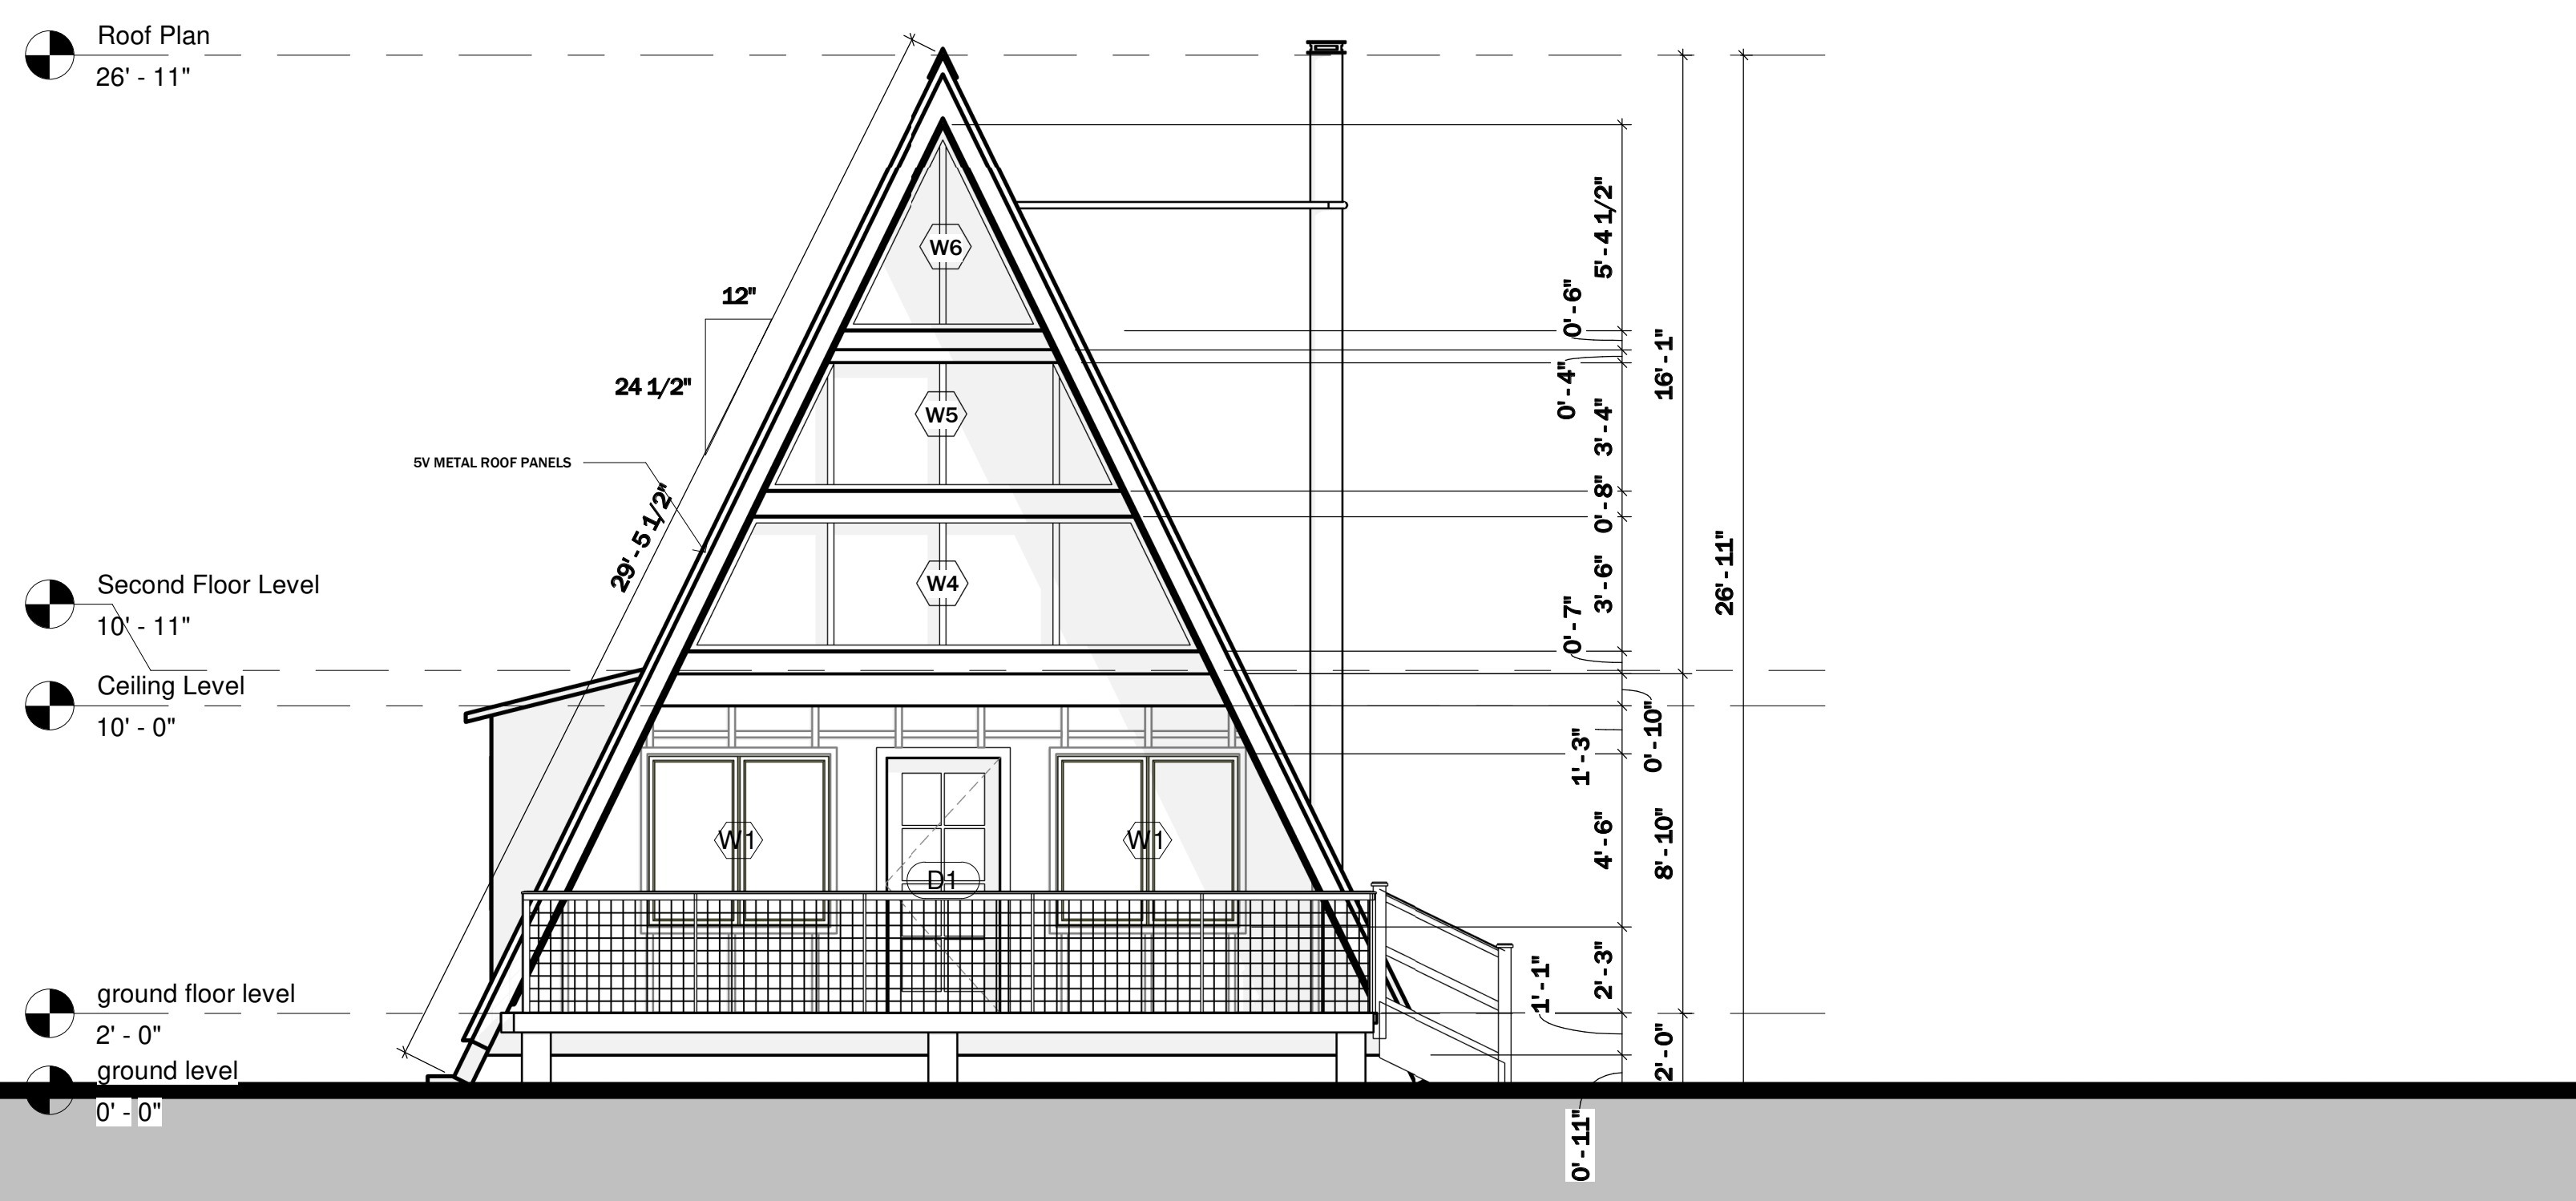 Roof Plan
26' - 11"
12"
24 1/2"
5V METAL ROOF PANELS
29' - 5 1/2"
Second Floor Level
10' - 11"
Ceiling Level
10' - 0"
ground floor level
2' - 0"
ground level
0' - 0"
W6
W5
W4
W1
D1
W1
5' - 4 1/2"
0' - 6"
0' - 4"
3' - 4"
0' - 8"
3' - 6"
0' - 7"
0' - 10"
1' - 3"
4' - 6"
2' - 3"
1' - 1"
0' - 11"
16' - 1"
8' - 10"
2' - 0"
26' - 11"